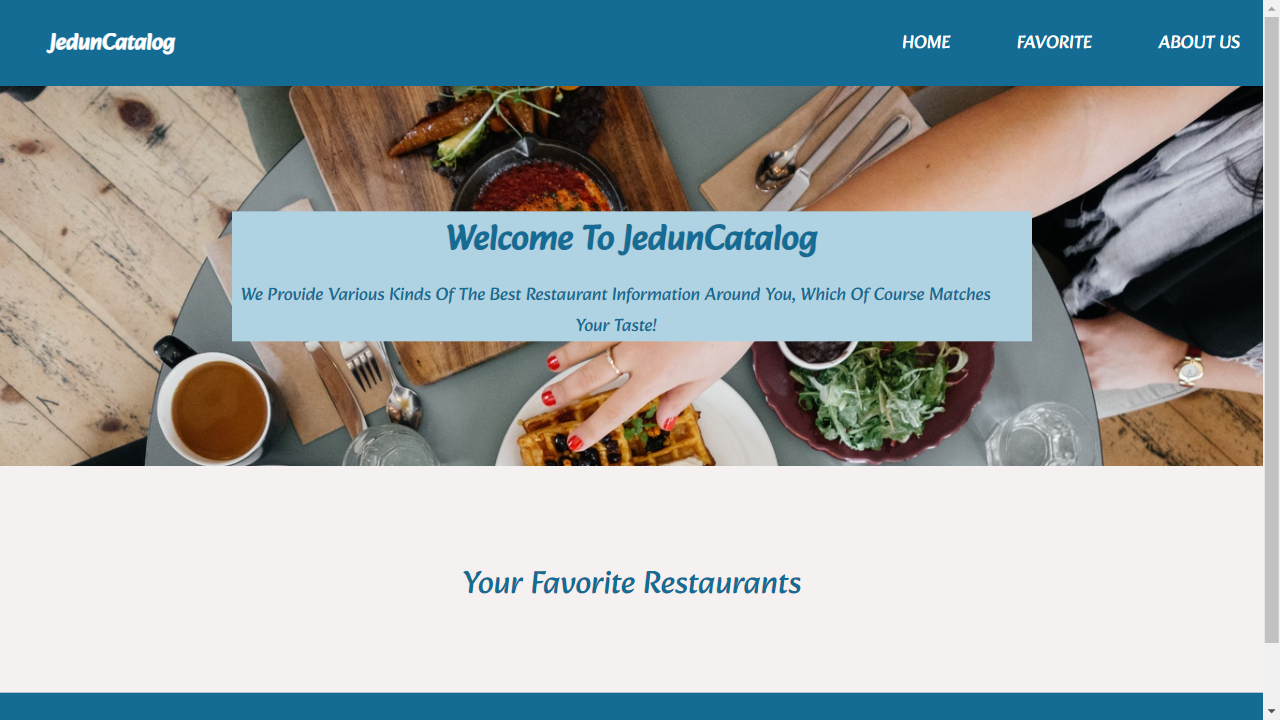 JedunCatalog
HOME
FAVORITE
ABOUT US
Welcome To JedunCatalog
We Provide Various Kinds Of The Best Restaurant Information Around You, Which Of Course Matches
Your Taste!
Your Favorite Restaurants